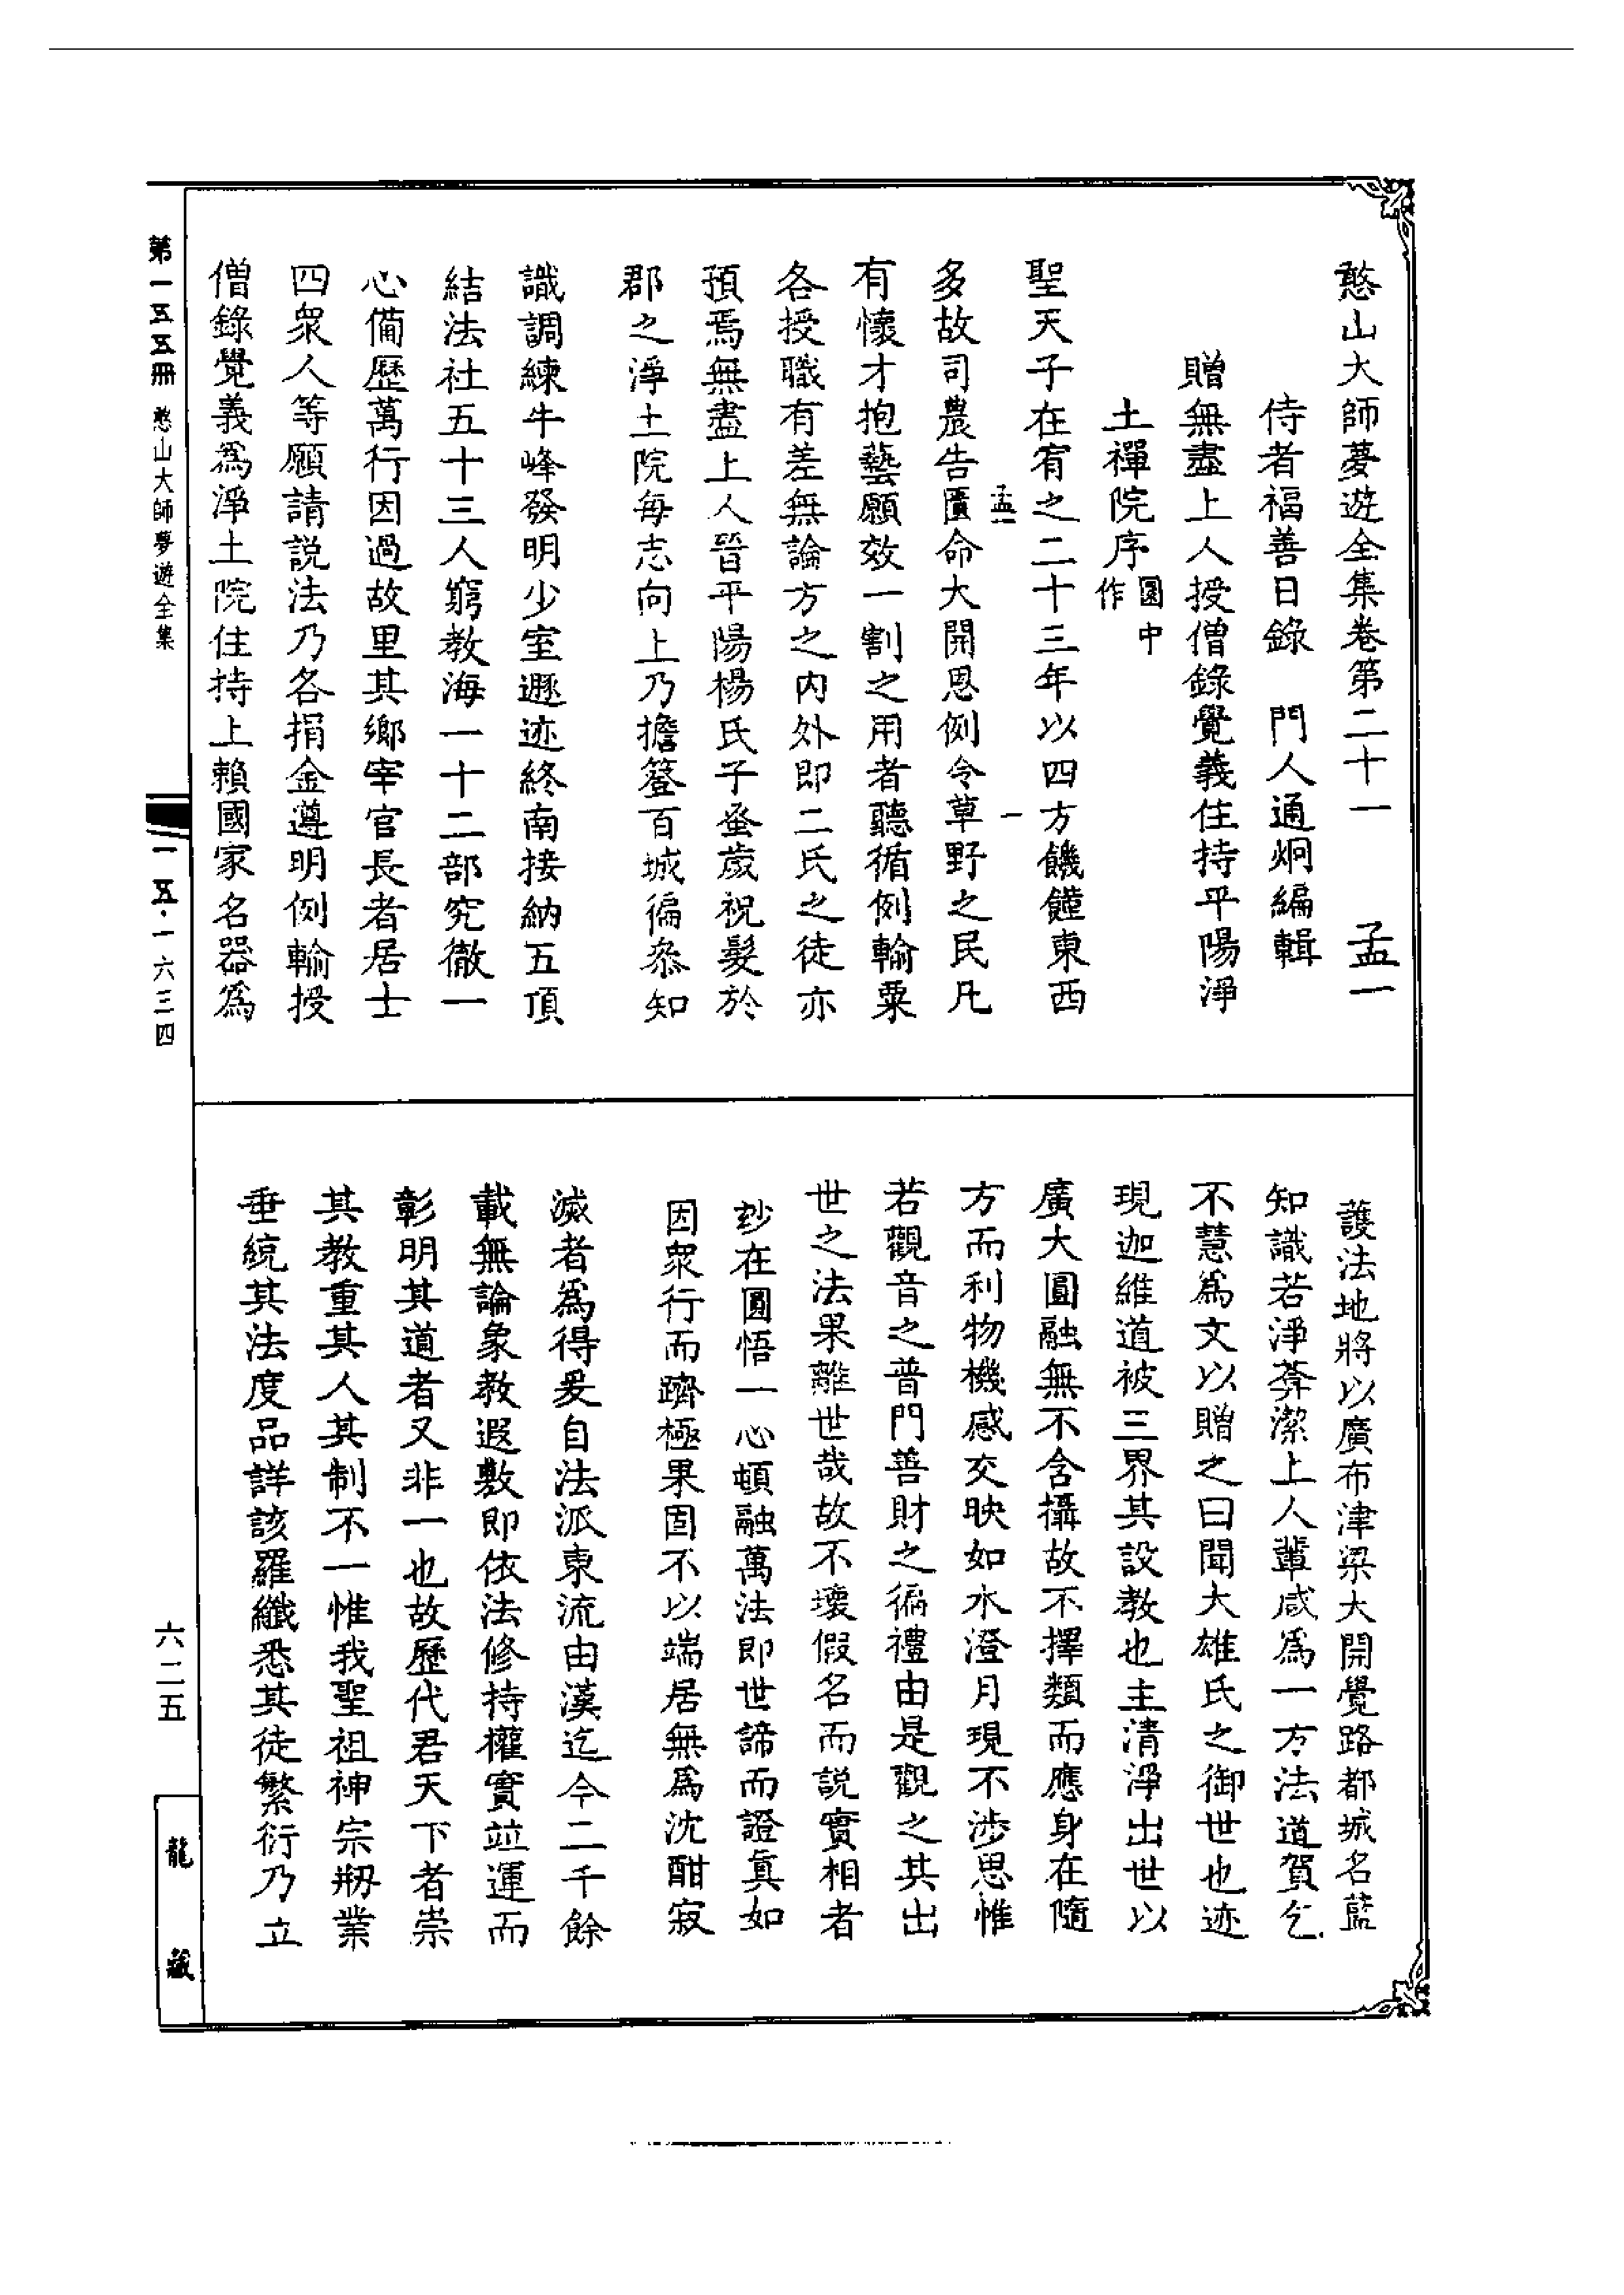 憨山大師夢遊全集卷第二十一　孟一
侍者福善日錄　門人通炯編輯
贈無盡上人授僧錄覺義住持平陽淨
土禪院序圓中作
聖天子在宥之二十三年以四方饑饉東西
孟一　一
多故司農告匱命大開恩例令草野之民凡
有懷才抱藝願效一割之用者聽循例輸粟
各授職有差無論方之內外即二氏之徒亦
預焉無盡上人晉平陽楊氏子蚤歲祝髮於
郡之淨土院每志向上乃擔簦百城徧叅知
識調練牛峰發明少室遯迹終南接納五頂
結法社五十三人窮教海一十二部究徹一
心備歷萬行因過故里其鄉宰官長者居士
四眾人等願請説法乃各捐金遵明例輸授
僧錄覺義爲淨土院住持上賴國家名器爲
護法地將以廣布津梁大開覺路都城名藍
知識若淨莾潔上人輩咸爲一方法道賀乞
不慧爲文以贈之曰聞大雄氏之御世也迹
現迦維道被三界其設教也主清淨出世以
廣大圓融無不含攝故不擇類而應身在隨
方而利物機感交映如水澄月現不涉思惟
若觀音之普門善財之徧禮由是觀之其出
世之法果離世哉故不壞假名而説實相者
玅在圓悟一心頓融萬法即世諦而證眞如
因眾行而躋極果固不以端居無爲沈酣寂
滅者爲得爰自法派東流由漢迄今二千餘
載無論象教遐敷即依法修持權實竝運而
彰明其道者又非一也故歷代君天下者崇
其教重其人其制不一惟我聖祖神宗剏業
垂統其法度品詳該羅纖悉其徒繁衍乃立
第一五五冊　憨山大師夢遊全集
一五·一六三四
六二五
龍藏